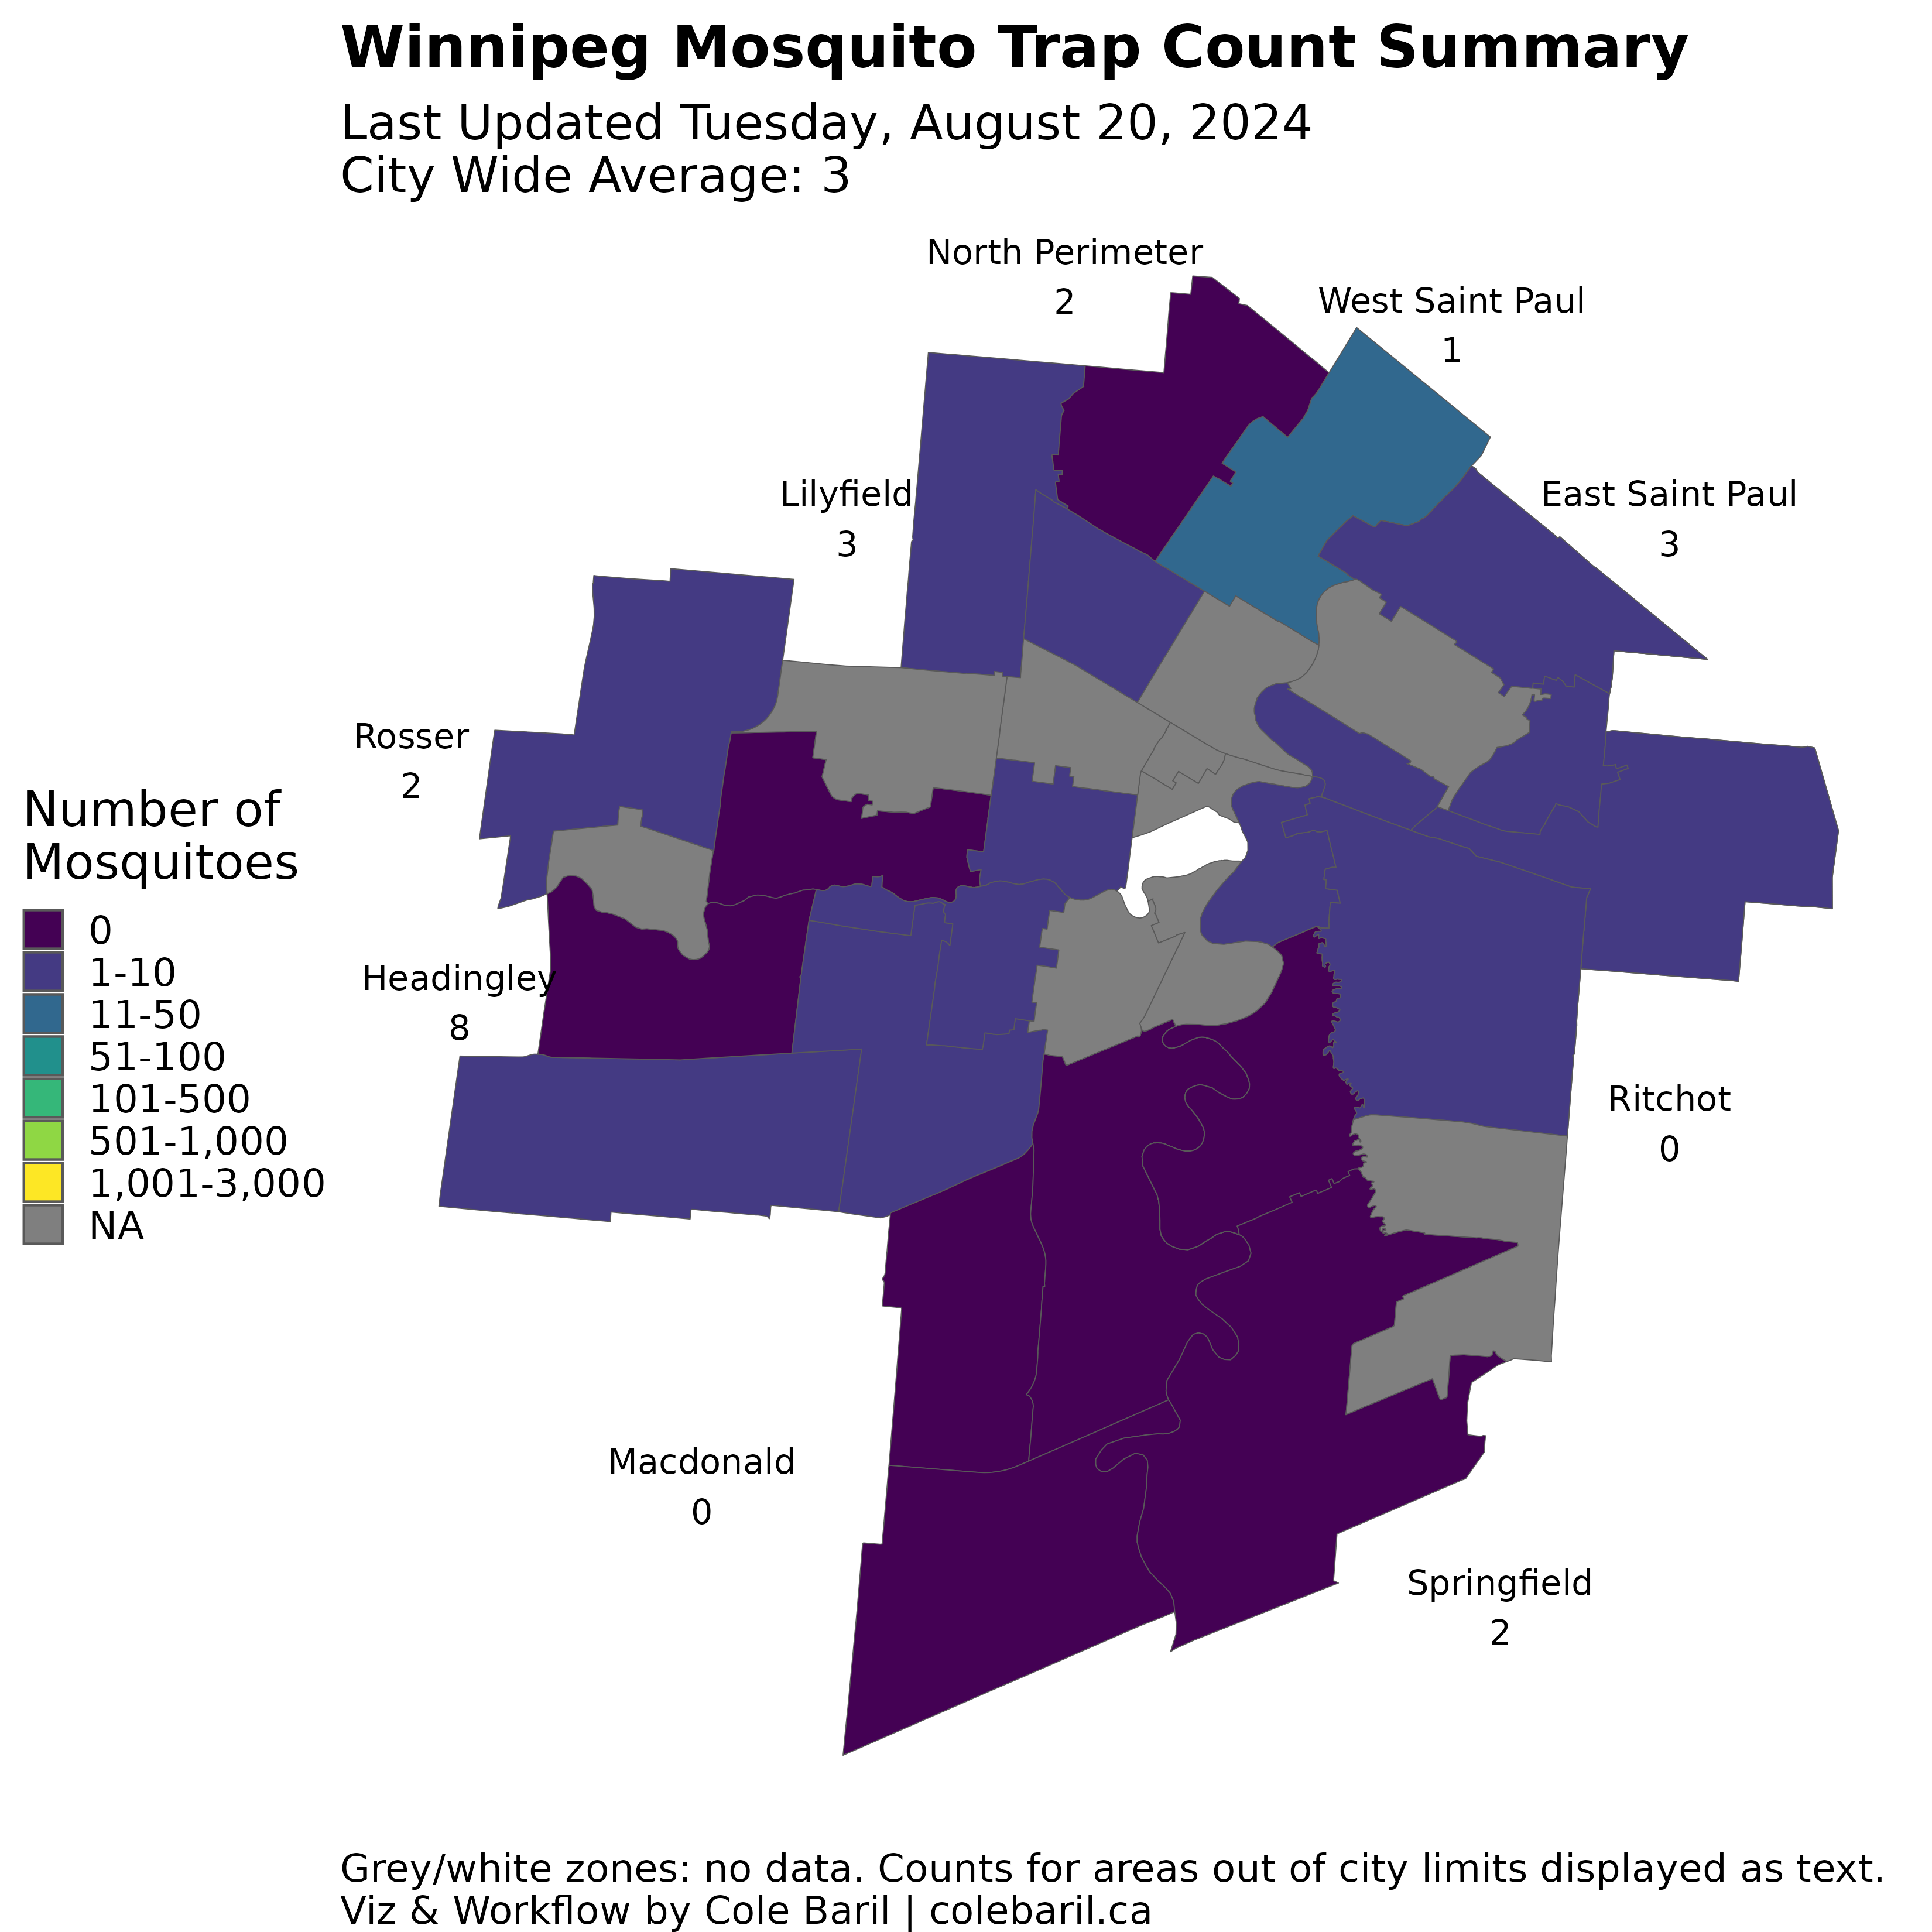 Winnipeg Mosquito Trap Count Summary
Last Updated Tuesday, August 20, 2024
City Wide Average: 3
North Perimeter
2
West Saint Paul
1
Lilyfield
3
East Saint Paul
3
Rosser
2
Number of
Mosquitoes
0
1-10
11-50
51-100
101-500
501-1,000
1,001-3,000
NA
Headingley
8
Ritchot
0
Macdonald
0
Springfield
2
Grey/white zones: no data. Counts for areas out of city limits displayed as text.
Viz & Workflow by Cole Baril | colebaril.ca